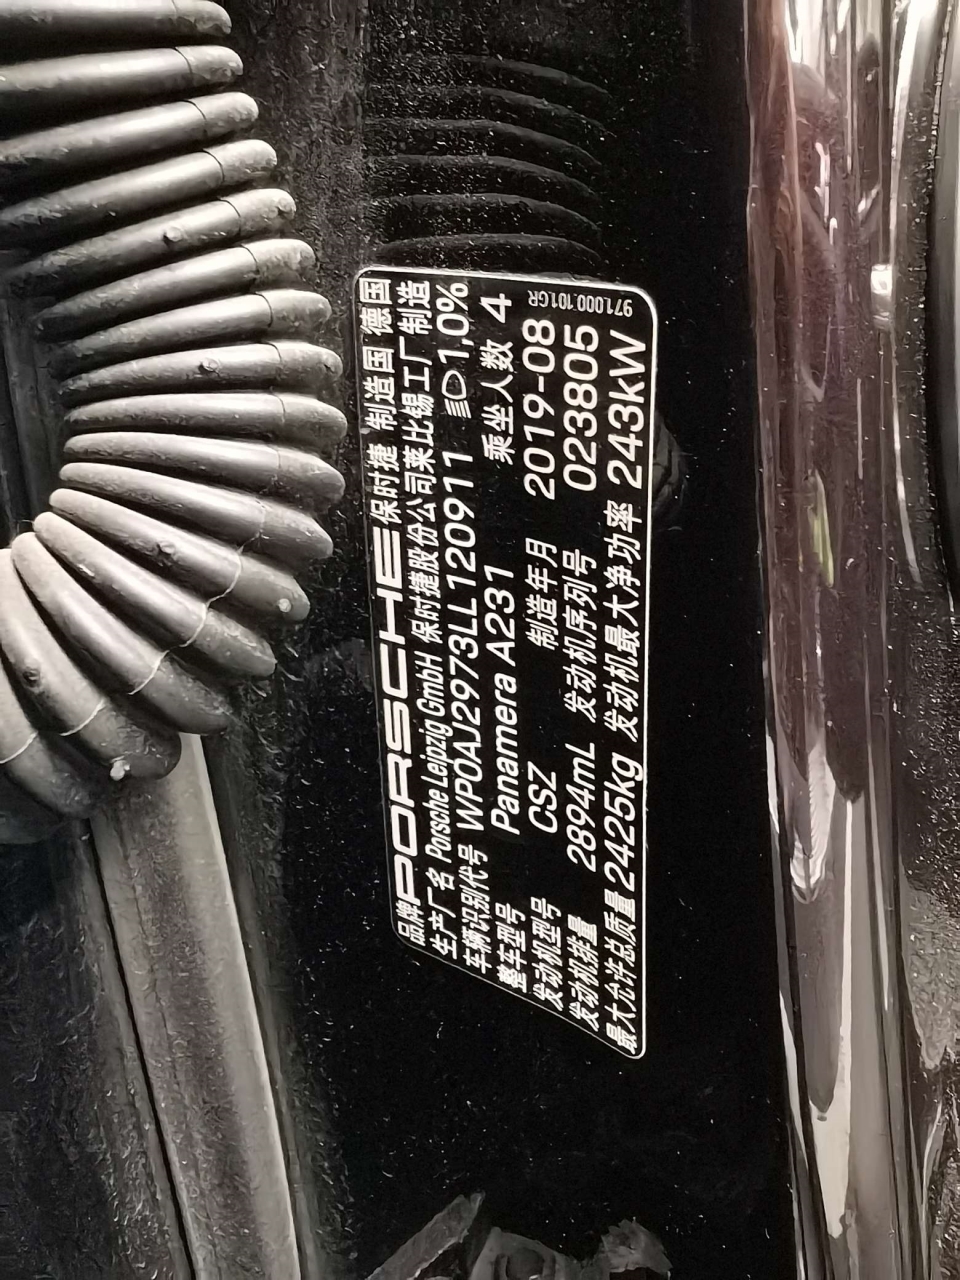 品牌 PORSCHE 保时捷 制造国 德国
生产厂名 Porsche Leipzig GmbH 保时捷股份公司莱比锡工厂制造
车辆识别代号 WP0AJ2973LL120911 1,0%
整车型号 Panamera A231 乘坐人数 4
发动机型号 CSZ 制造年月 2019-08
发动机排量 2894mL 发动机序列号 023805
最大允许总质量 2425kg 发动机最大净功率 243kW
971.000.101.GR